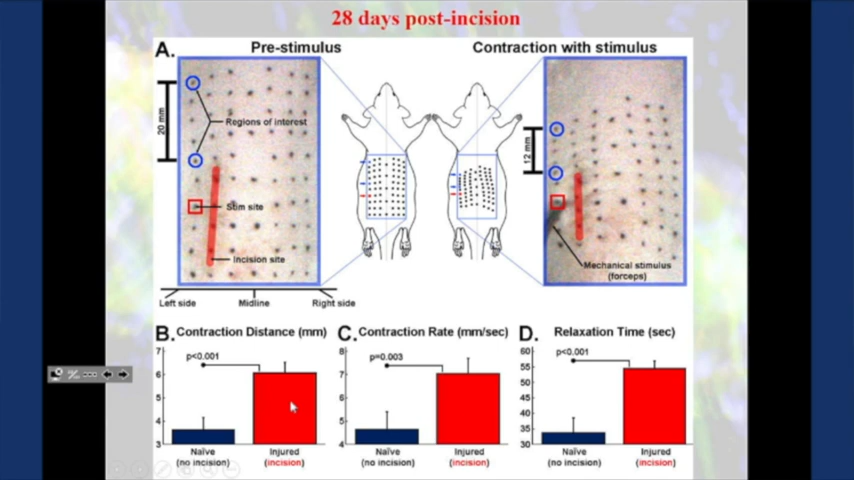 28 days post-incision
A.
Pre-stimulus
Contraction with stimulus
20 mm
Regions of interest
Stim site
Incision site
12 mm
Mechanical stimulus
(forceps)
Left side
Midline
Right side
B. Contraction Distance (mm)
7
6
5
4
3
p<0.001
Naïve
(no incision)
Injured
(incision)
C. Contraction Rate (mm/sec)
8
7
6
5
4
p=0.003
Naïve
(no incision)
Injured
(incision)
D. Relaxation Time (sec)
60
55
50
45
40
35
30
p<0.001
Naïve
(no incision)
Injured
(incision)